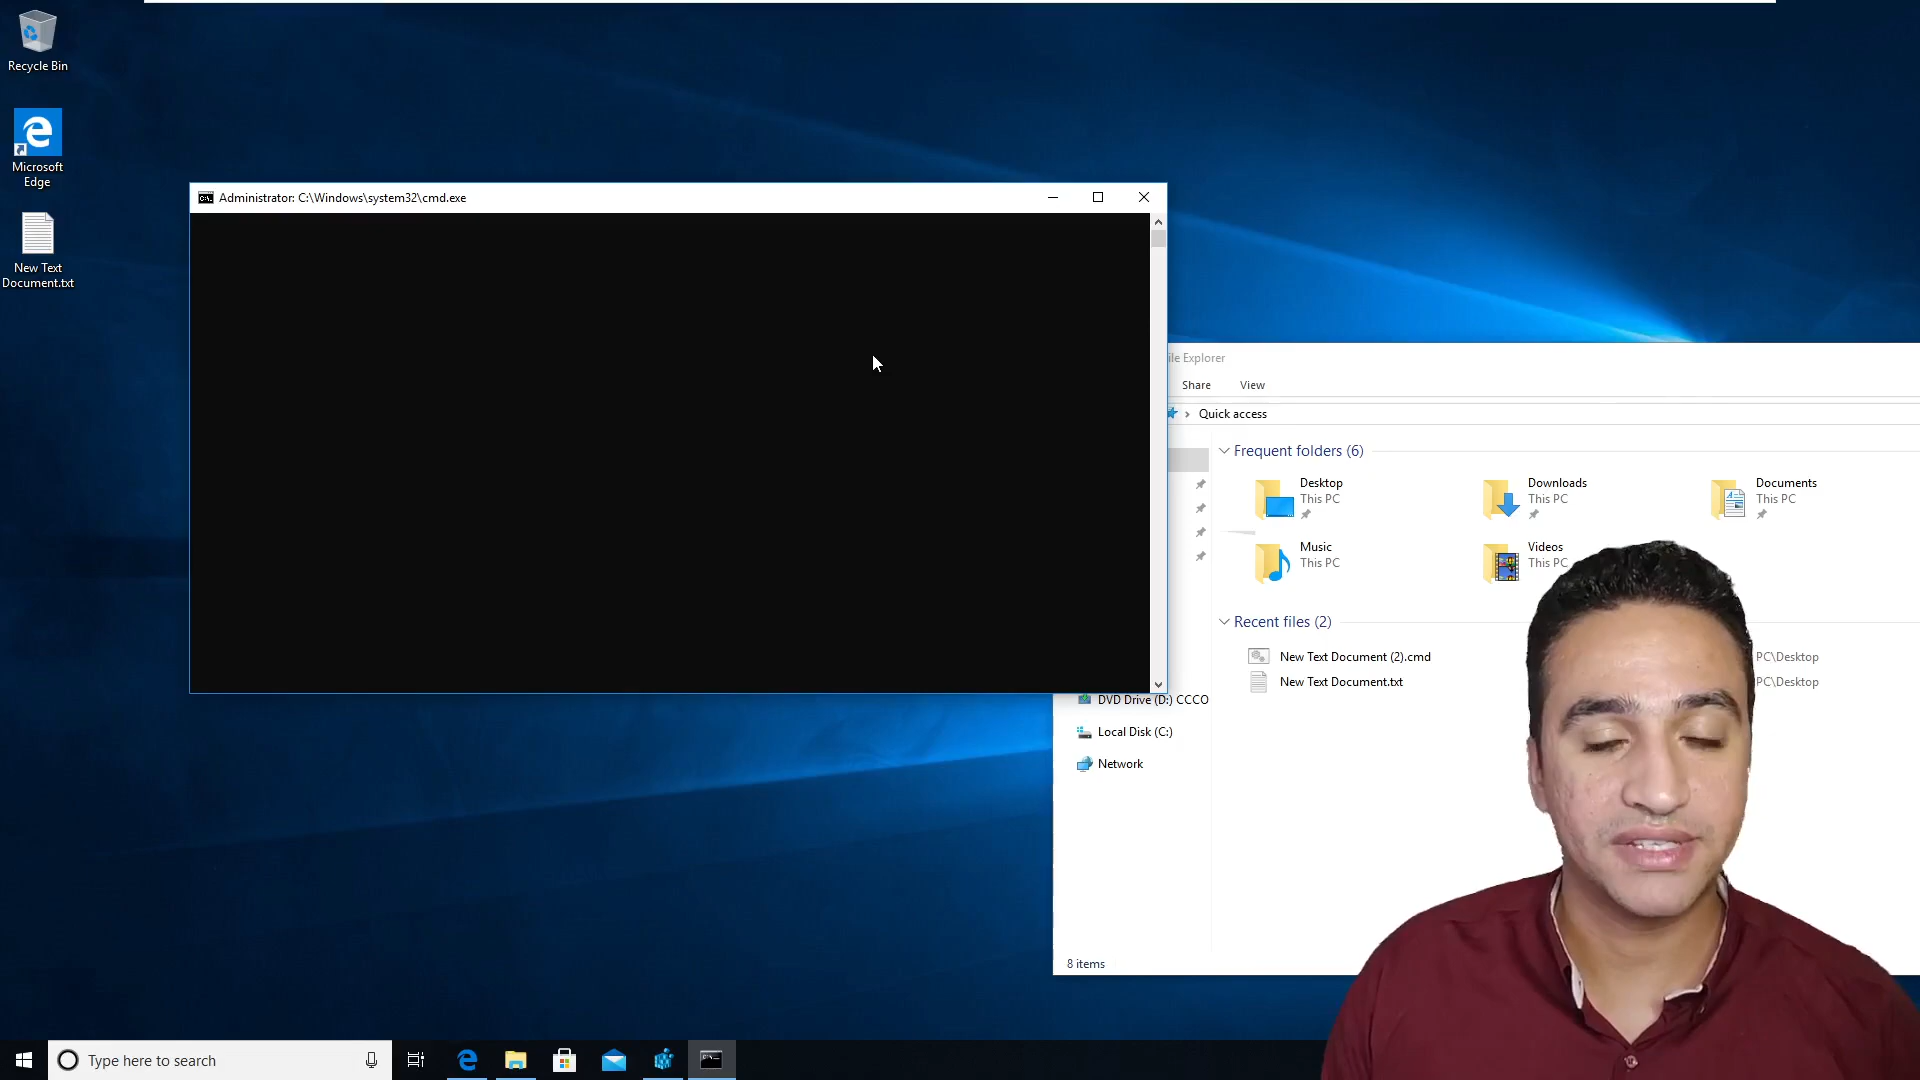 Recycle Bin
Microsoft
Edge
New Text
Document.txt
Administrator: C:\Windows\system32\cmd.exe
ile Explorer
Share View
Quick access
Frequent folders (6)
Desktop
This PC
Downloads
This PC
Documents
This PC
Music
This PC
Videos
This PC
Recent files (2)
New Text Document (2).cmd PC\Desktop
New Text Document.txt PC\Desktop
DVD Drive (D:) CCCO
Local Disk (C:)
Network
8 items
Type here to search